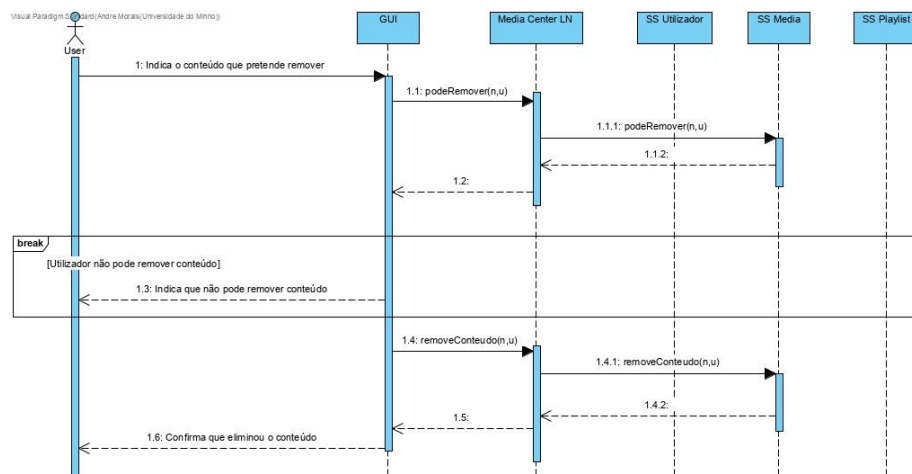 Visual Paradigm Standard(Andre Morais(Universidade do Minho))
User
GUI
Media Center LN
SS Utilizador
SS Media
SS Playlist
1: Indica o conteúdo que pretende remover
1.1: podeRemover(n,u)
1.1.1: podeRemover(n,u)
1.1.2:
1.2:
break
[Utilizador não pode remover conteúdo]
1.3: Indica que não pode remover conteúdo
1.4: removeConteudo(n,u)
1.4.1: removeConteudo(n,u)
1.4.2:
1.5:
1.6: Confirma que eliminou o conteúdo